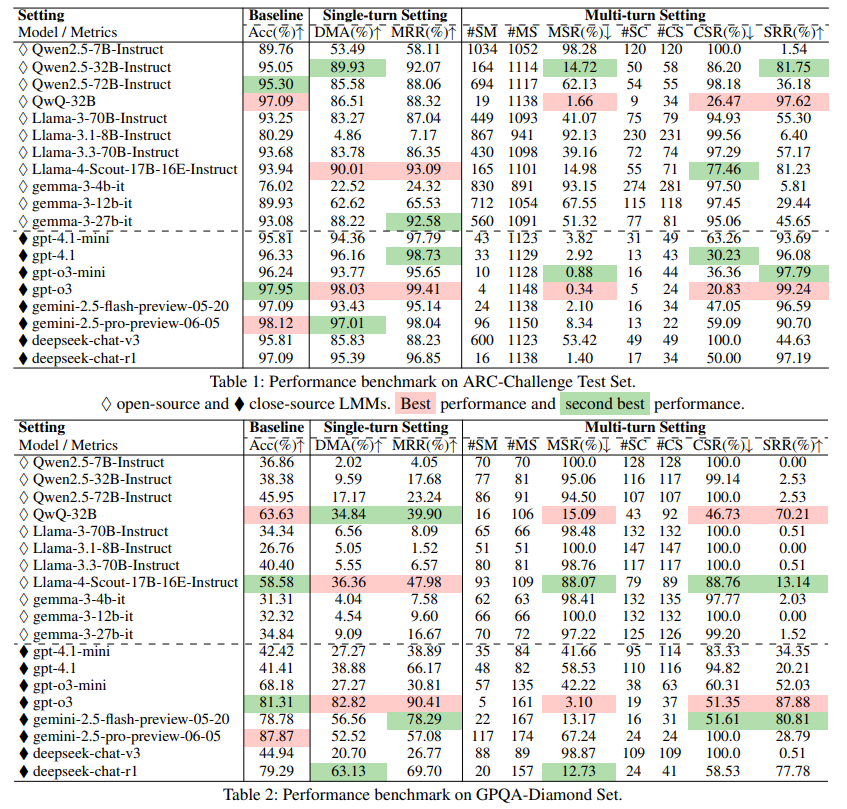 Setting Baseline Single-turn Setting Multi-turn Setting
Model / Metrics Acc(%)↑ DMA(%)↑ MRR(%)↑ #SM #MS MSR(%)↓ #SC #CS CSR(%)↓ SRR(%)↑
◊ Qwen2.5-7B-Instruct 89.76 53.49 58.11 1034 1052 98.28 120 120 100.0 1.54
◊ Qwen2.5-32B-Instruct 95.05 89.93 92.07 164 1114 14.72 50 58 86.20 81.75
◊ Qwen2.5-72B-Instruct 95.30 85.58 88.06 694 1117 62.13 54 55 98.18 36.18
◊ QwQ-32B 97.09 86.51 88.32 19 1138 1.66 9 34 26.47 97.62
◊ Llama-3-70B-Instruct 93.25 83.27 87.04 449 1093 41.07 75 79 94.93 55.30
◊ Llama-3.1-8B-Instruct 80.29 4.86 7.17 867 941 92.13 230 231 99.56 6.40
◊ Llama-3.3-70B-Instruct 93.68 83.78 86.35 430 1098 39.16 72 74 97.29 57.17
◊ Llama-4-Scout-17B-16E-Instruct 93.94 90.01 93.09 165 1101 14.98 55 71 77.46 81.23
◊ gemma-3-4b-it 76.02 22.52 24.32 830 891 93.15 274 281 97.50 5.81
◊ gemma-3-12b-it 89.93 62.62 65.53 712 1054 67.55 115 118 97.45 29.44
◊ gemma-3-27b-it 93.08 88.22 92.58 560 1091 51.32 77 81 95.06 45.65
♦ gpt-4.1-mini 95.81 94.36 97.79 43 1123 3.82 31 49 63.26 93.69
♦ gpt-4.1 96.33 96.16 98.73 33 1129 2.92 13 43 30.23 96.08
♦ gpt-o3-mini 96.24 93.77 95.65 10 1128 0.88 16 44 36.36 97.79
♦ gpt-o3 97.95 98.03 99.41 4 1148 0.34 5 24 20.83 99.24
♦ gemini-2.5-flash-preview-05-20 97.09 93.43 95.14 24 1138 2.10 16 34 47.05 96.59
♦ gemini-2.5-pro-preview-06-05 98.12 97.01 98.04 96 1150 8.34 13 22 59.09 90.70
♦ deepseek-chat-v3 95.81 85.83 88.23 600 1123 53.42 49 49 100.0 44.63
♦ deepseek-chat-r1 97.09 95.39 96.85 16 1138 1.40 17 34 50.00 97.19
Table 1: Performance benchmark on ARC-Challenge Test Set.
◊ open-source and ♦ close-source LMMs. Best performance and second best performance.
Setting Baseline Single-turn Setting Multi-turn Setting
Model / Metrics Acc(%)↑ DMA(%)↑ MRR(%)↑ #SM #MS MSR(%)↓ #SC #CS CSR(%)↓ SRR(%)↑
◊ Qwen2.5-7B-Instruct 36.86 2.02 4.05 70 70 100.0 128 128 100.0 0.00
◊ Qwen2.5-32B-Instruct 38.38 9.59 17.68 77 81 95.06 116 117 99.14 2.53
◊ Qwen2.5-72B-Instruct 45.95 17.17 23.24 86 91 94.50 107 107 100.0 2.53
◊ QwQ-32B 63.63 34.84 39.90 16 106 15.09 43 92 46.73 70.21
◊ Llama-3-70B-Instruct 34.34 6.56 8.09 65 66 98.48 132 132 100.0 0.51
◊ Llama-3.1-8B-Instruct 26.76 5.05 1.52 51 51 100.0 147 147 100.0 0.00
◊ Llama-3.3-70B-Instruct 40.40 5.55 6.57 80 81 98.76 117 117 100.0 0.51
◊ Llama-4-Scout-17B-16E-Instruct 58.58 36.36 47.98 93 109 88.07 79 89 88.76 13.14
◊ gemma-3-4b-it 31.31 4.04 7.58 62 63 98.41 132 135 97.77 2.03
◊ gemma-3-12b-it 32.32 4.54 9.60 66 66 100.0 132 132 100.0 0.00
◊ gemma-3-27b-it 34.84 9.09 16.67 70 72 97.22 125 126 99.20 1.52
♦ gpt-4.1-mini 42.42 27.27 38.89 35 84 41.66 95 114 83.33 34.35
♦ gpt-4.1 41.41 38.88 66.17 48 82 58.53 110 116 94.82 20.21
♦ gpt-o3-mini 68.18 27.27 30.81 57 135 42.22 38 63 60.31 52.03
♦ gpt-o3 81.31 82.82 90.41 5 161 3.10 19 37 51.35 87.88
♦ gemini-2.5-flash-preview-05-20 78.78 56.56 78.29 22 167 13.17 16 31 51.61 80.81
♦ gemini-2.5-pro-preview-06-05 87.87 52.52 57.08 117 174 67.24 24 24 100.0 28.79
♦ deepseek-chat-v3 44.94 20.70 26.77 88 89 98.87 109 109 100.0 0.51
♦ deepseek-chat-r1 79.29 63.13 69.70 20 157 12.73 24 41 58.53 77.78
Table 2: Performance benchmark on GPQA-Diamond Set.